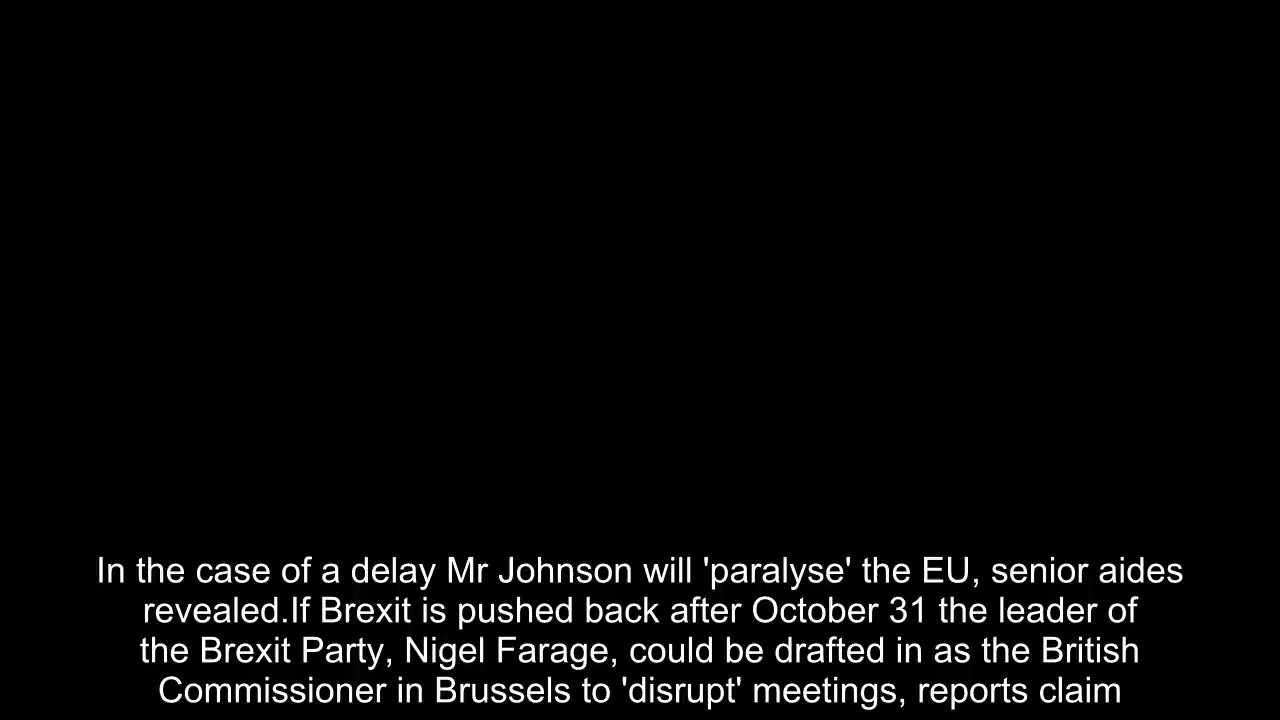 In the case of a delay Mr Johnson will 'paralyse' the EU, senior aides
revealed.If Brexit is pushed back after October 31 the leader of
the Brexit Party, Nigel Farage, could be drafted in as the British
Commissioner in Brussels to 'disrupt' meetings, reports claim